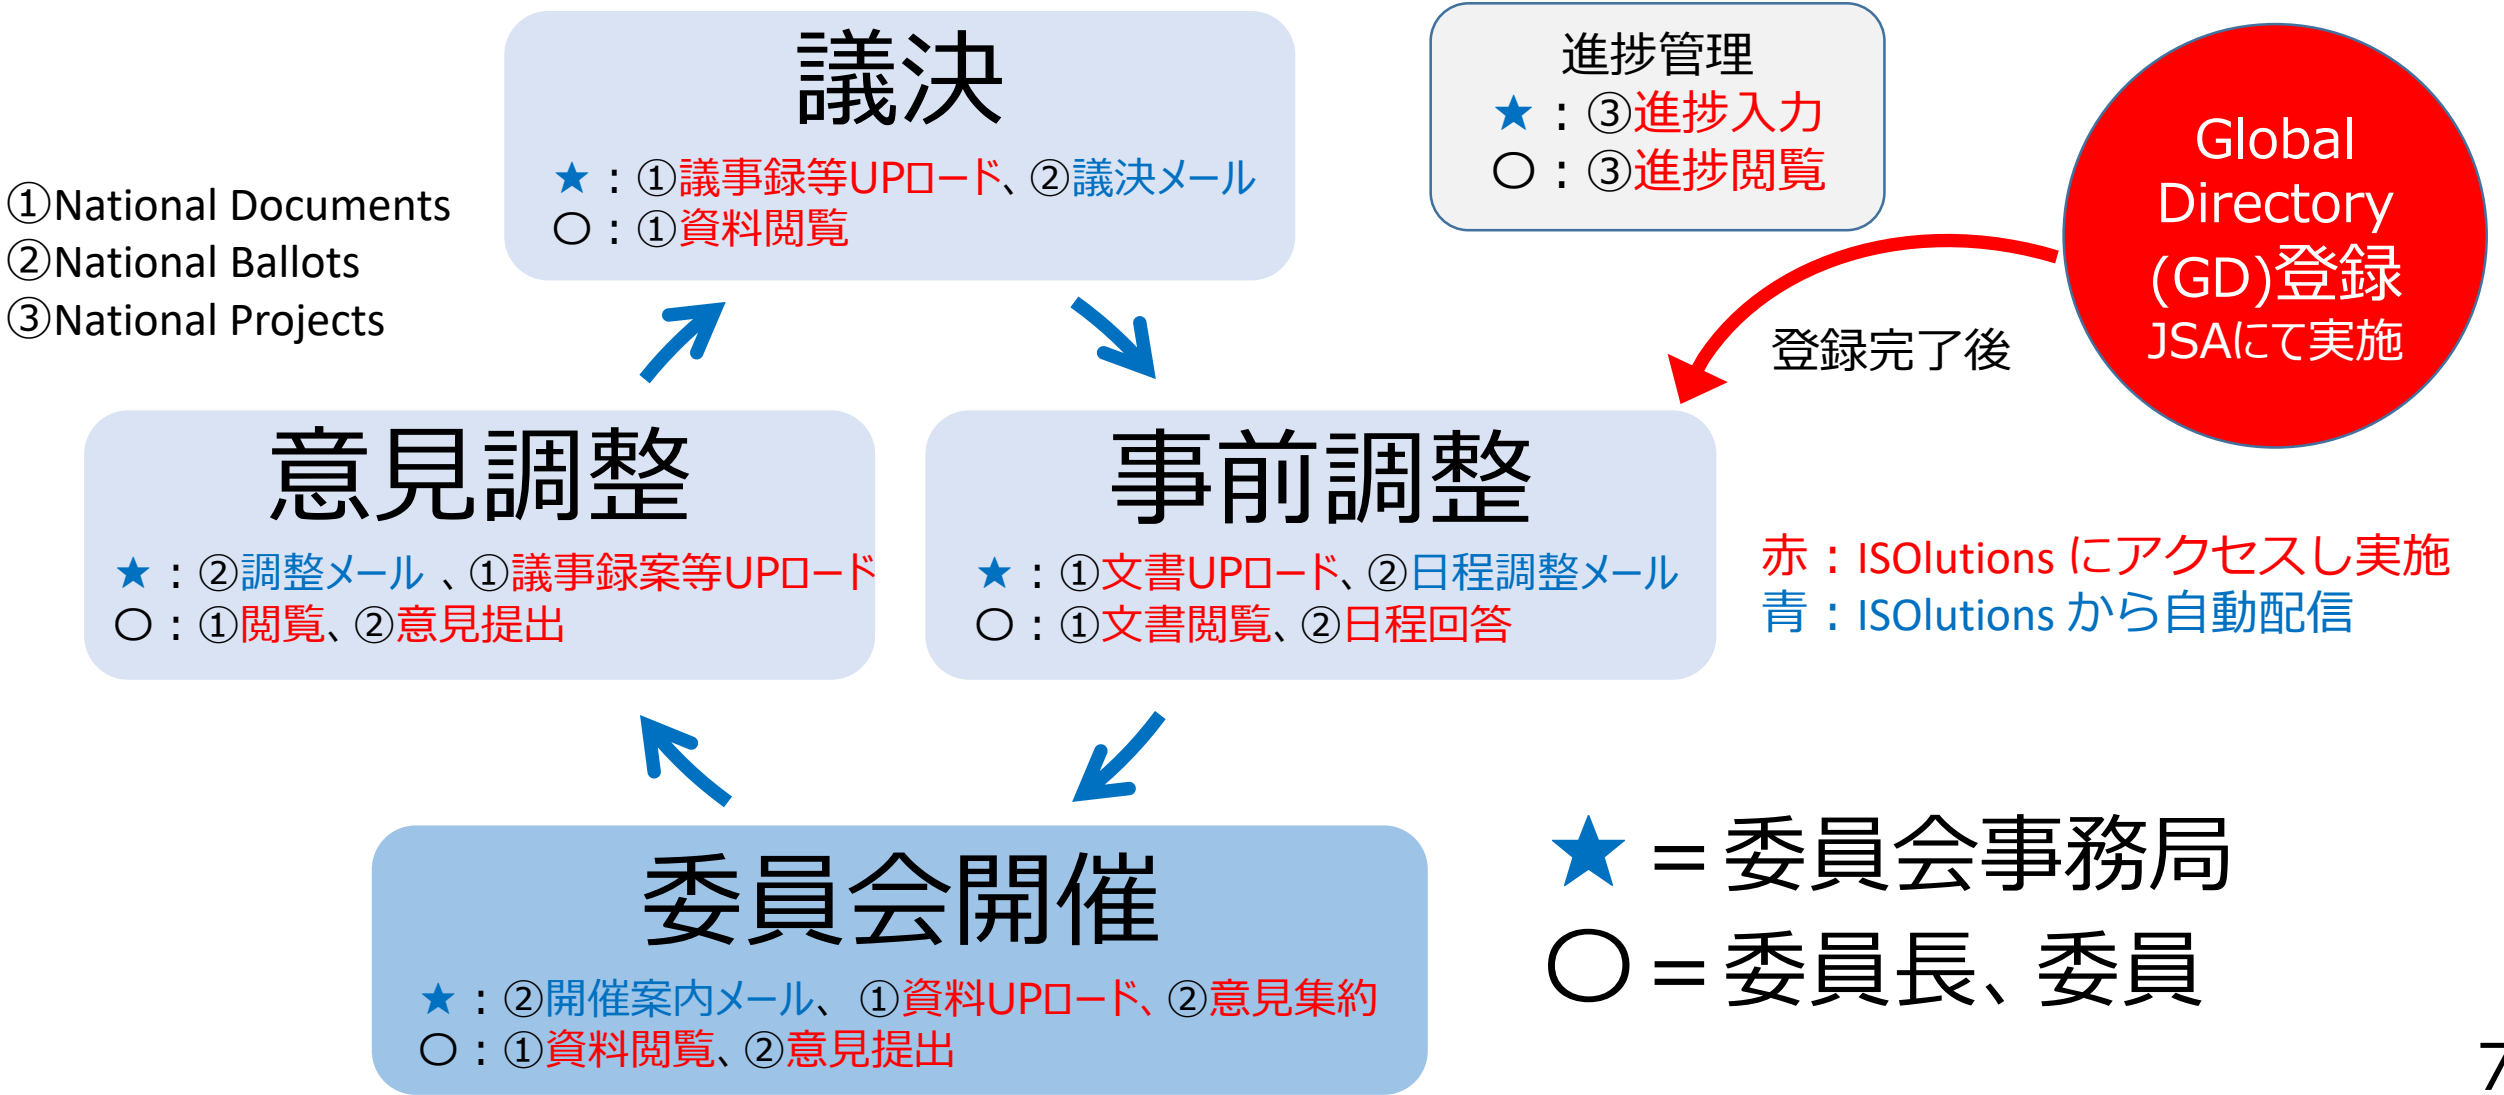 ①National Documents
②National Ballots
③National Projects
議決
★：①議事録等UPロード、②議決メール
〇：①資料閲覧
進捗管理
★：③進捗入力
〇：③進捗閲覧
Global
Directory
(GD)登録
JSAにて実施
登録完了後
意見調整
★：②調整メール 、①議事録案等UPロード
〇：①閲覧、②意見提出
事前調整
★：①文書UPロード、②日程調整メール
〇：①文書閲覧、②日程回答
赤：ISOlutions にアクセスし実施
青：ISOlutions から自動配信
委員会開催
★：②開催案内メール、①資料UPロード、②意見集約
〇：①資料閲覧、②意見提出
★＝委員会事務局
〇＝委員長、委員
7